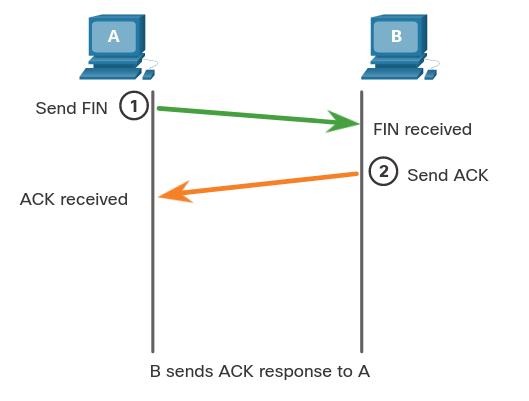 A
B
Send FIN 1
FIN received
2 Send ACK
ACK received
B sends ACK response to A